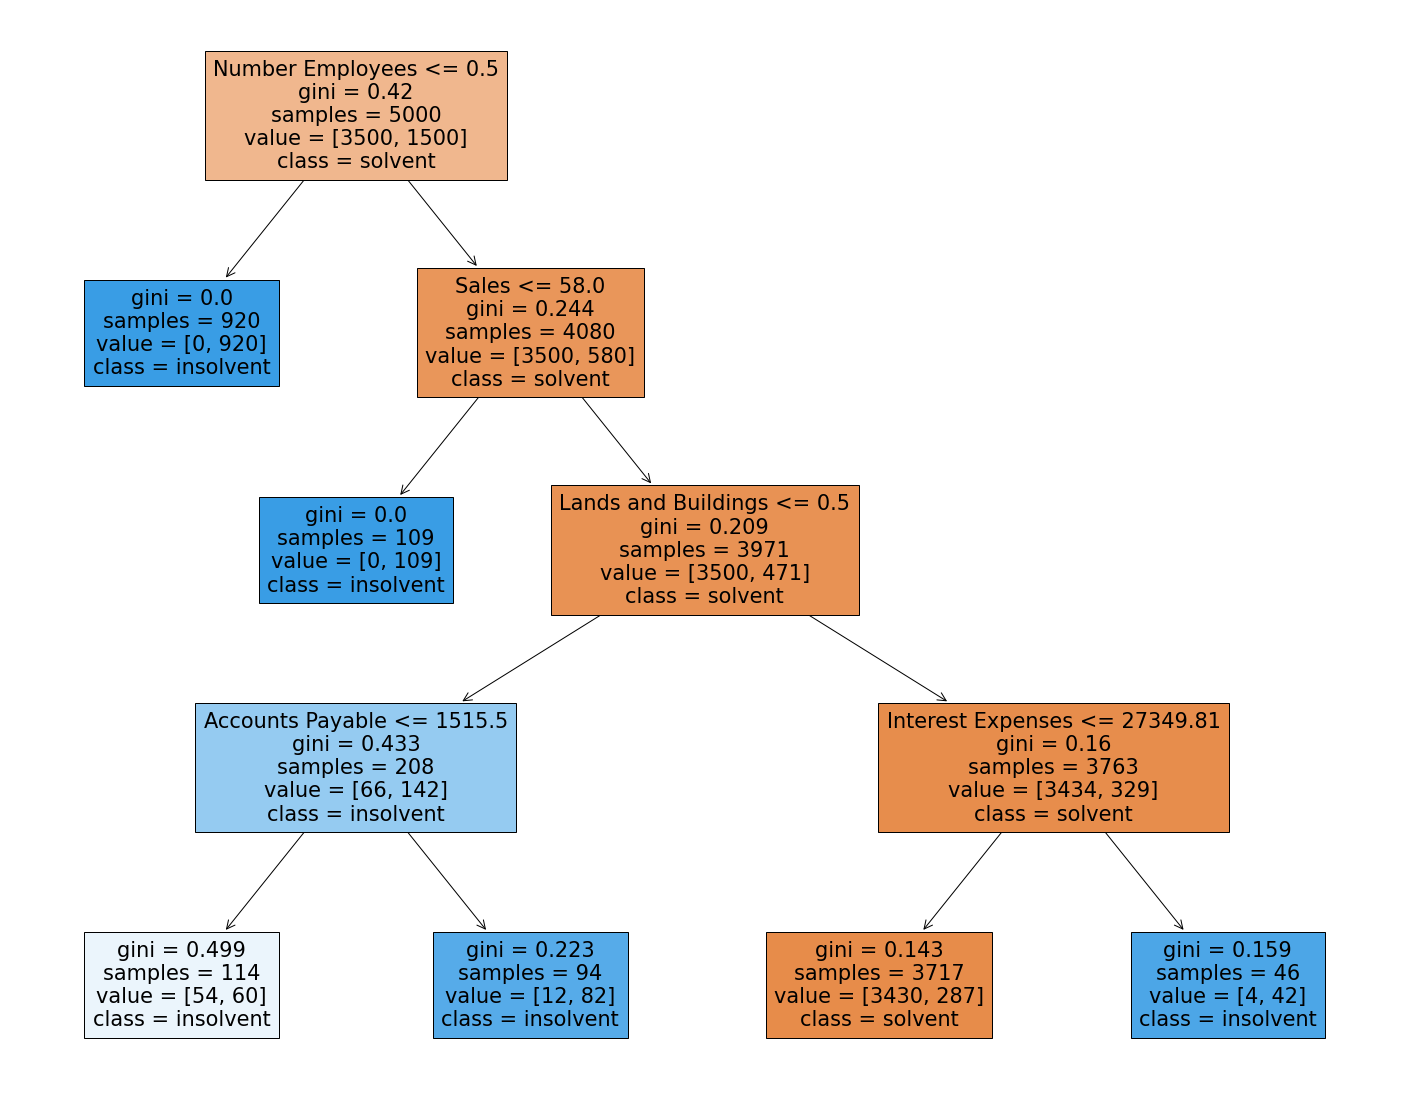 Number Employees <= 0.5
gini = 0.42
samples = 5000
value = [3500, 1500]
class = solvent
gini = 0.0
samples = 920
value = [0, 920]
class = insolvent
Sales <= 58.0
gini = 0.244
samples = 4080
value = [3500, 580]
class = solvent
gini = 0.0
samples = 109
value = [0, 109]
class = insolvent
Lands and Buildings <= 0.5
gini = 0.209
samples = 3971
value = [3500, 471]
class = solvent
Accounts Payable <= 1515.5
gini = 0.433
samples = 208
value = [66, 142]
class = insolvent
Interest Expenses <= 27349.81
gini = 0.16
samples = 3763
value = [3434, 329]
class = solvent
gini = 0.499
samples = 114
value = [54, 60]
class = insolvent
gini = 0.223
samples = 94
value = [12, 82]
class = insolvent
gini = 0.143
samples = 3717
value = [3430, 287]
class = solvent
gini = 0.159
samples = 46
value = [4, 42]
class = insolvent